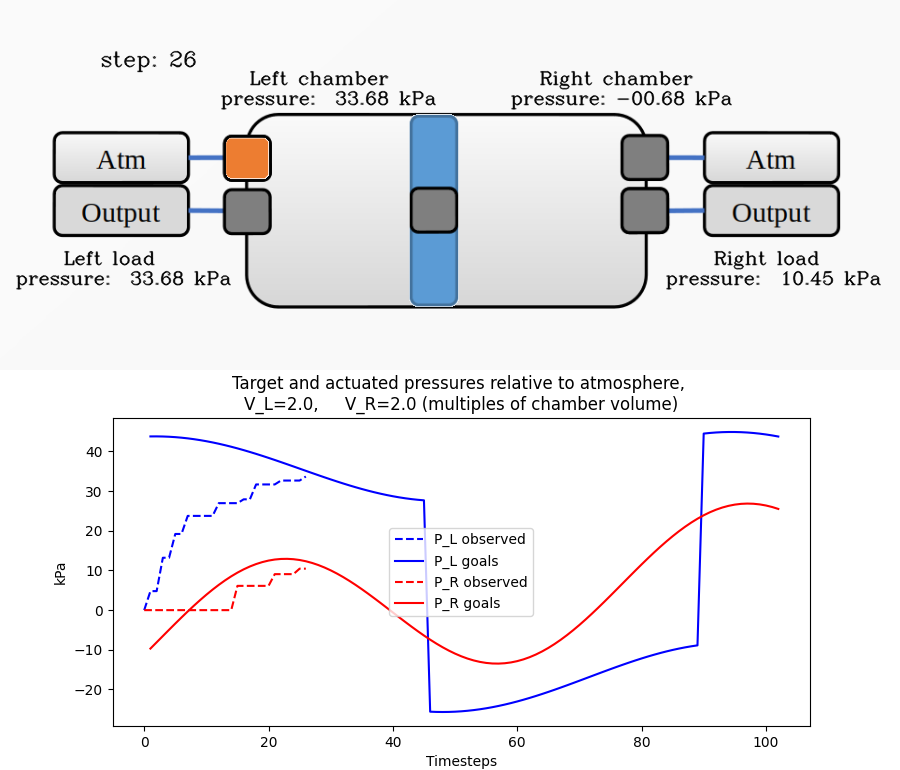 step: 26
Left chamber
pressure: 33.68 kPa
Right chamber
pressure: −00.68 kPa
Atm
Output
Atm
Output
Left load
pressure: 33.68 kPa
Right load
pressure: 10.45 kPa
Target and actuated pressures relative to atmosphere,
V_L=2.0, V_R=2.0 (multiples of chamber volume)
kPa
40
30
20
10
0
−10
−20
P_L observed
P_L goals
P_R observed
P_R goals
0 20 40 60 80 100
Timesteps